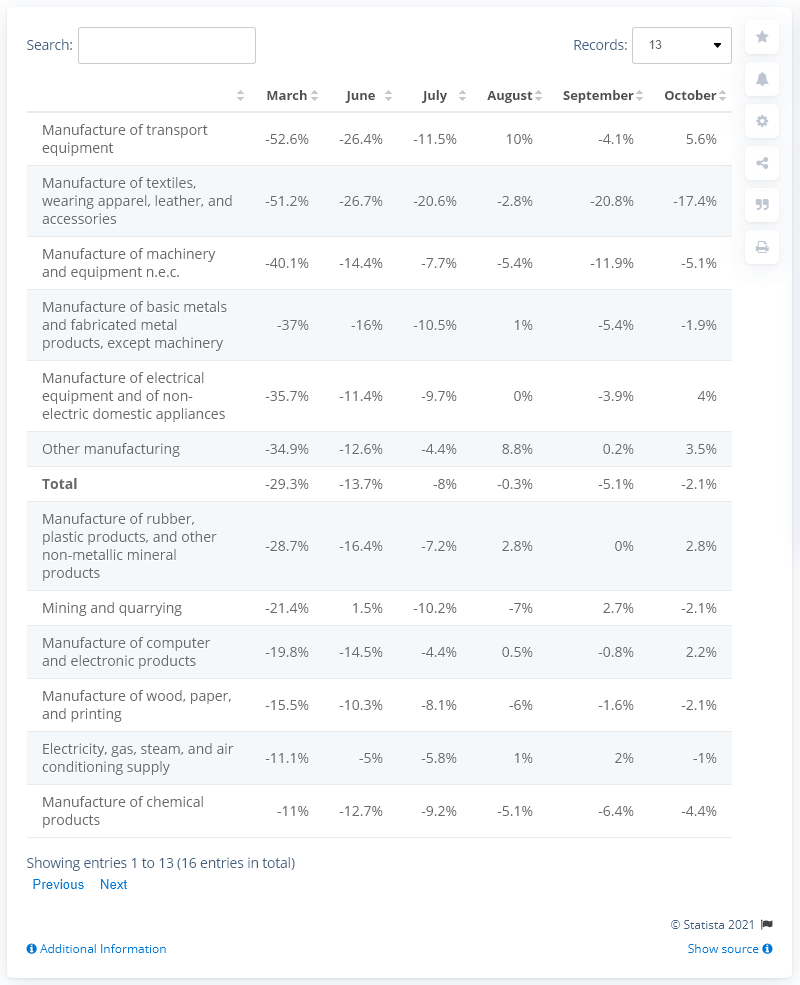 Search:
Records: 13
March June July August September October
Manufacture of transport
equipment
-52.6% -26.4% -11.5% 10% -4.1% 5.6%
Manufacture of textiles,
wearing apparel, leather, and
accessories
-51.2% -26.7% -20.6% -2.8% -20.8% -17.4%
Manufacture of machinery
and equipment n.e.c.
-40.1% -14.4% -7.7% -5.4% -11.9% -5.1%
Manufacture of basic metals
and fabricated metal
products, except machinery
-37% -16% -10.5% 1% -5.4% -1.9%
Manufacture of electrical
equipment and of non-
electric domestic appliances
-35.7% -11.4% -9.7% 0% -3.9% 4%
Other manufacturing -34.9% -12.6% -4.4% 8.8% 0.2% 3.5%
Total -29.3% -13.7% -8% -0.3% -5.1% -2.1%
Manufacture of rubber,
plastic products, and other
non-metallic mineral
products
-28.7% -16.4% -7.2% 2.8% 0% 2.8%
Mining and quarrying -21.4% 1.5% -10.2% -7% 2.7% -2.1%
Manufacture of computer
and electronic products
-19.8% -14.5% -4.4% 0.5% -0.8% 2.2%
Manufacture of wood, paper,
and printing
-15.5% -10.3% -8.1% -6% -1.6% -2.1%
Electricity, gas, steam, and air
conditioning supply
-11.1% -5% -5.8% 1% 2% -1%
Manufacture of chemical
products
-11% -12.7% -9.2% -5.1% -6.4% -4.4%
Showing entries 1 to 13 (16 entries in total)
Previous Next
© Statista 2021
Additional Information
Show source